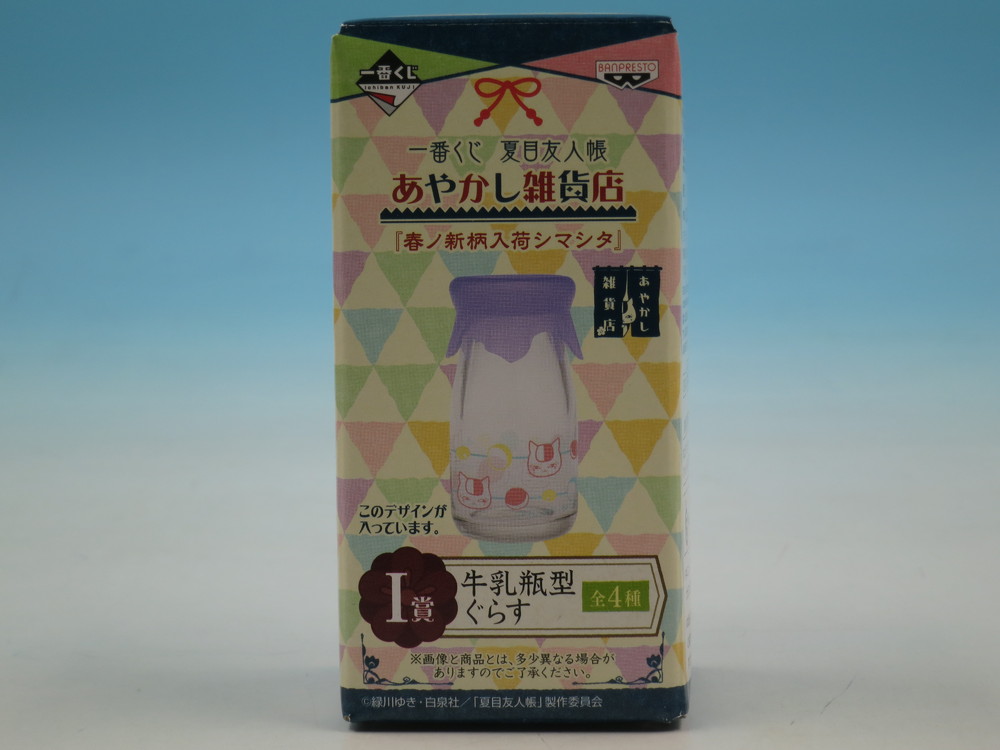 一番くじ
Ichiban KUJI
BANPRESTO
一番くじ 夏目友人帳
あやかし雑貨店
『春ノ新柄入荷シマシタ』
あやかし
雑貨店
このデザインが
入っています。
I賞
牛乳瓶型
ぐらす
全4種
※画像と商品とは、多少異なる場合が
ありますのでご了承ください。
©緑川ゆき・白泉社／「夏目友人帳」製作委員会